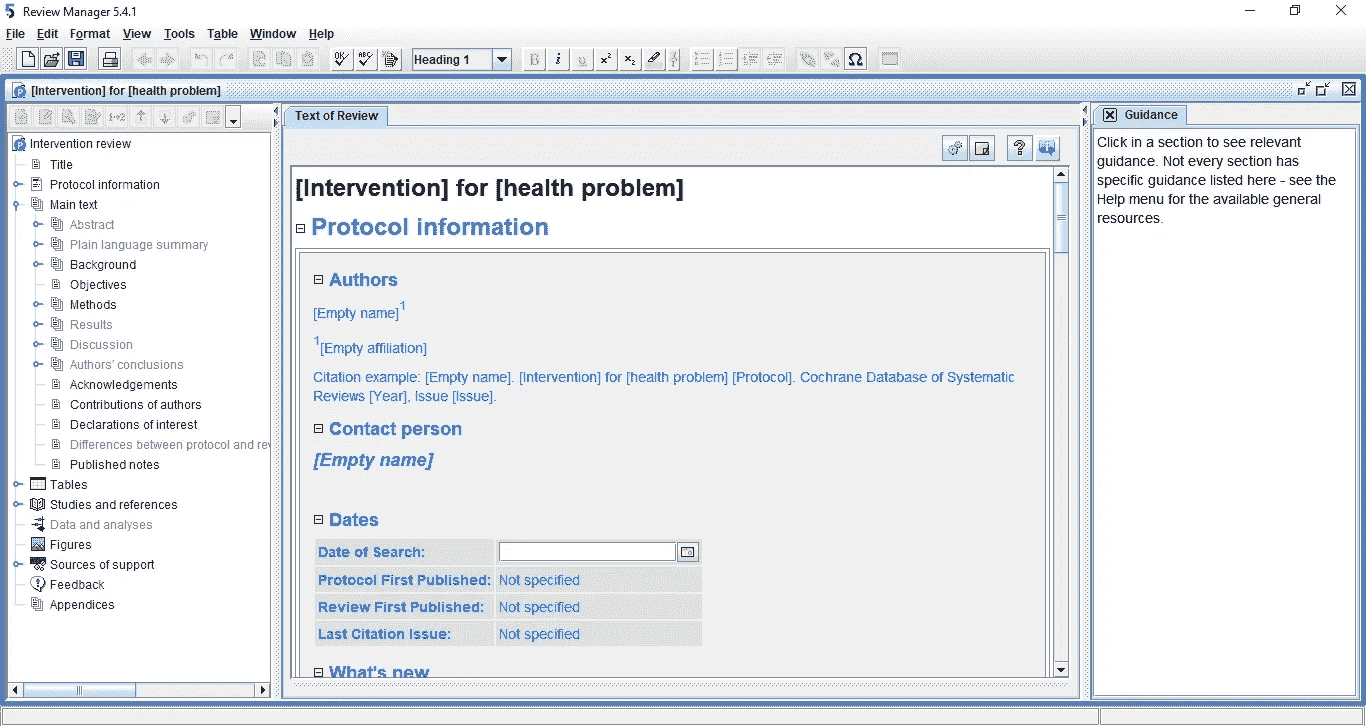 Review Manager 5.4.1
File Edit Format View Tools Table Window Help
OK ABC Heading 1 B i U x² x₂ Ω
[Intervention] for [health problem]
1→2
Intervention review
Title
Protocol information
Main text
Abstract
Plain language summary
Background
Objectives
Methods
Results
Discussion
Authors' conclusions
Acknowledgements
Contributions of authors
Declarations of interest
Differences between protocol and rev
Published notes
Tables
Studies and references
Data and analyses
Figures
Sources of support
Feedback
Appendices
Text of Review
?
[Intervention] for [health problem]
Protocol information
Authors
[Empty name]1
1[Empty affiliation]
Citation example: [Empty name]. [Intervention] for [health problem] [Protocol]. Cochrane Database of Systematic
Reviews [Year], Issue [Issue].
Contact person
[Empty name]
Dates
Date of Search:
Protocol First Published: Not specified
Review First Published: Not specified
Last Citation Issue: Not specified
What's new
Guidance
Click in a section to see relevant
guidance. Not every section has
specific guidance listed here - see the
Help menu for the available general
resources.